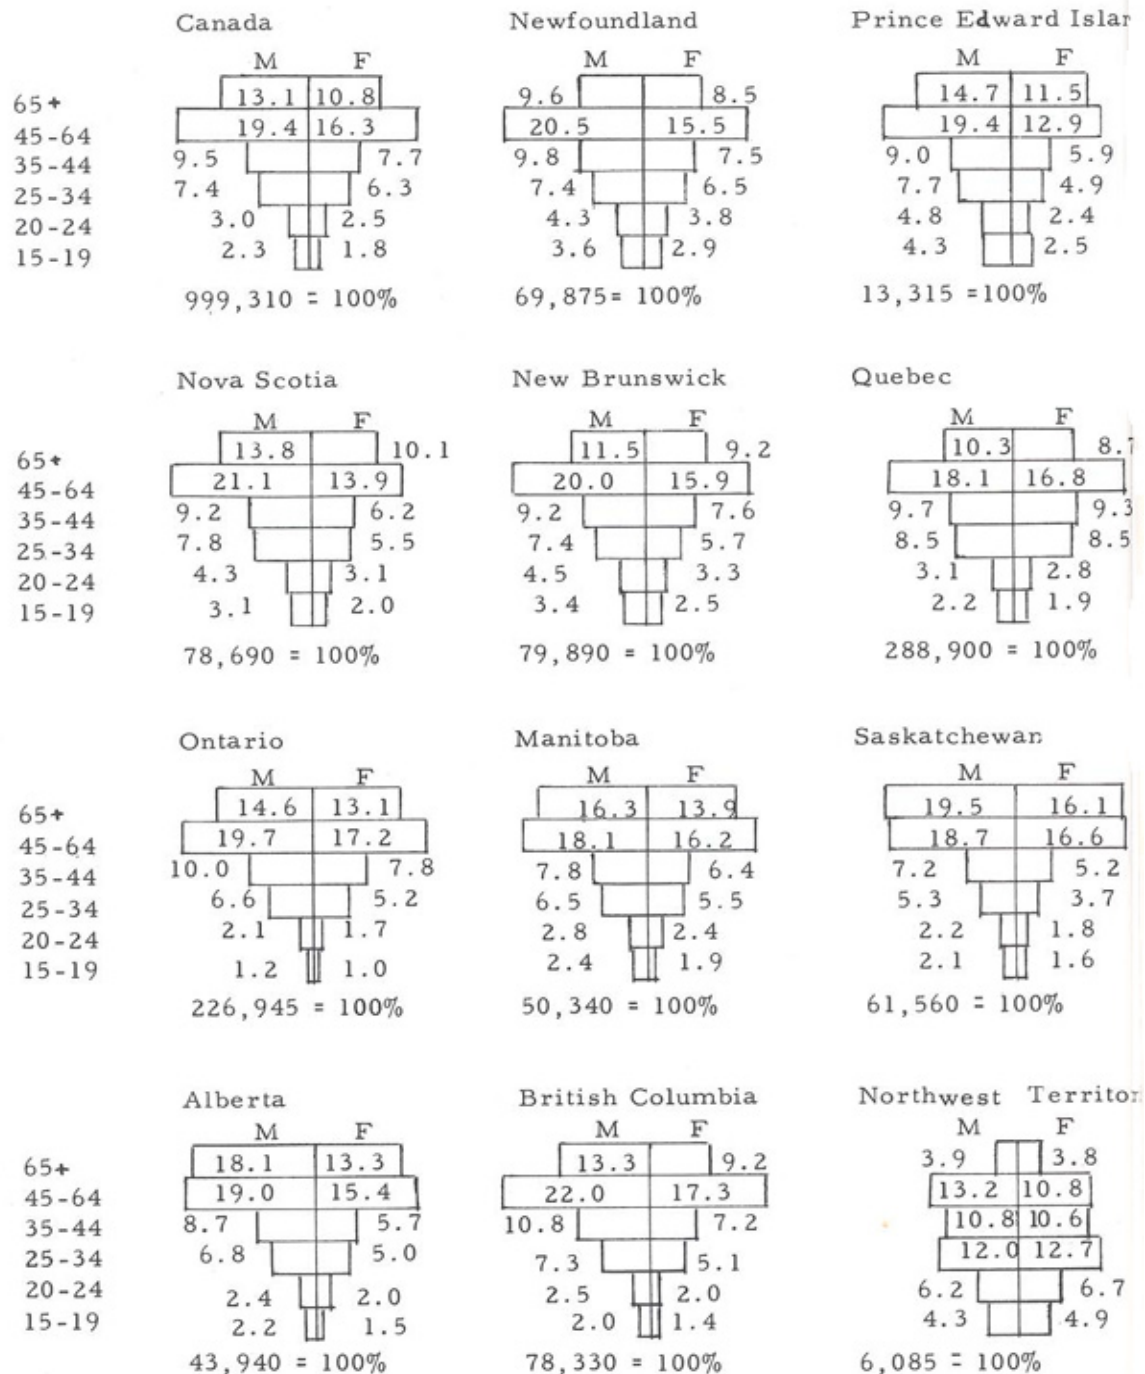 Canada Newfoundland Prince Edward Islan
M F M F M F
65+ 13.1 10.8 9.6 8.5 14.7 11.5
45-64 19.4 16.3 20.5 15.5 19.4 12.9
35-44 9.5 7.7 9.8 7.5 9.0 5.9
25-34 7.4 6.3 7.4 6.5 7.7 4.9
20-24 3.0 2.5 4.3 3.8 4.8 2.4
15-19 2.3 1.8 3.6 2.9 4.3 2.5
999,310 = 100% 69,875= 100% 13,315 =100%
Nova Scotia New Brunswick Quebec
M F M F M F
65+ 13.8 10.1 11.5 9.2 10.3 8.7
45-64 21.1 13.9 20.0 15.9 18.1 16.8
35-44 9.2 6.2 9.2 7.6 9.7 9.3
25-34 7.8 5.5 7.4 5.7 8.5 8.5
20-24 4.3 3.1 4.5 3.3 3.1 2.8
15-19 3.1 2.0 3.4 2.5 2.2 1.9
78,690 = 100% 79,890 = 100% 288,900 = 100%
Ontario Manitoba Saskatchewan
M F M F M F
65+ 14.6 13.1 16.3 13.9 19.5 16.1
45-64 19.7 17.2 18.1 16.2 18.7 16.6
35-44 10.0 7.8 7.8 6.4 7.2 5.2
25-34 6.6 5.2 6.5 5.5 5.3 3.7
20-24 2.1 1.7 2.8 2.4 2.2 1.8
15-19 1.2 1.0 2.4 1.9 2.1 1.6
226,945 = 100% 50,340 = 100% 61,560 = 100%
Alberta British Columbia Northwest Territor
M F M F M F
65+ 18.1 13.3 13.3 9.2 3.9 3.8
45-64 19.0 15.4 22.0 17.3 13.2 10.8
35-44 8.7 5.7 10.8 7.2 10.8 10.6
25-34 6.8 5.0 7.3 5.1 12.0 12.7
20-24 2.4 2.0 2.5 2.0 6.2 6.7
15-19 2.2 1.5 2.0 1.4 4.3 4.9
43,940 = 100% 78,330 = 100% 6,085 = 100%